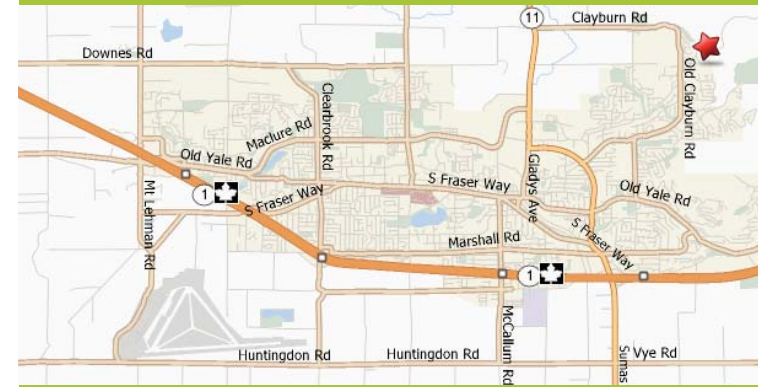 11
Clayburn Rd
Downes Rd
Old Clayburn Rd
Clearbrook Rd
Maclure Rd
Old Yale Rd
Gladys Ave
S Fraser Way
Old Yale Rd
1
S Fraser Way
Mt Lehman Rd
Marshall Rd
S Fraser Way
1
McCallum Rd
Huntingdon Rd
Huntingdon Rd
Sumas
Vye Rd